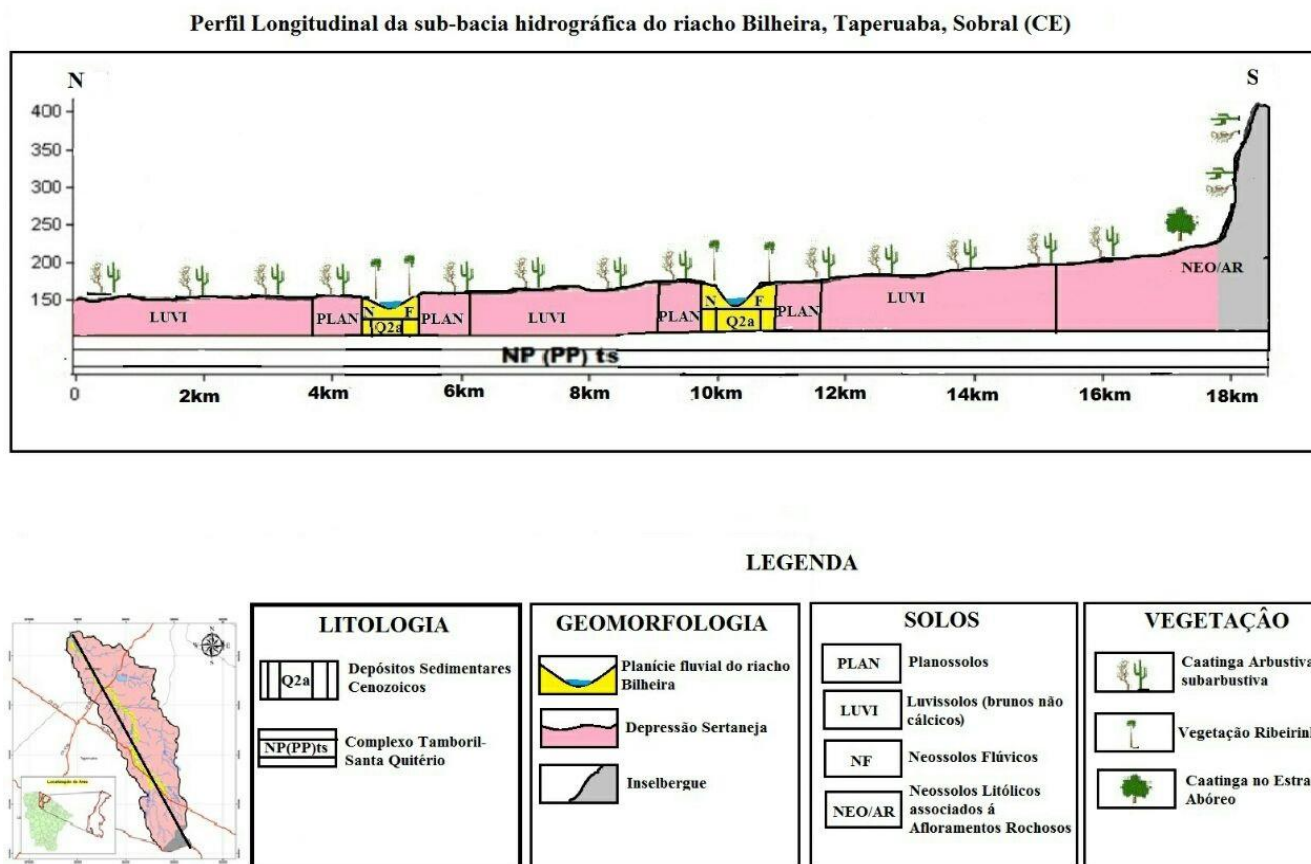 Perfil Longitudinal da sub-bacia hidrográfica do riacho Bilheira, Taperuaba, Sobral (CE)
N
S
400
350
300
250
200
150
NEO/AR
LUVI
PLAN
N F
PLAN
LUVI
PLAN
N F
PLAN
LUVI
Q2a
Q2a
NP (PP) ts
0 2km 4km 6km 8km 10km 12km 14km 16km 18km
LEGENDA
LITOLOGIA
Q2a
Depósitos Sedimentares
Cenozoicos
NP(PP)ts
Complexo Tamboril-
Santa Quitério
GEOMORFOLOGIA
Planície fluvial do riacho
Bilheira
Depressão Sertaneja
Inselbergue
SOLOS
PLAN Planossolos
LUVI Luvissolos (brunos não
cálcicos)
NF Neossolos Flúvicos
NEO/AR Neossolos Litólicos
associados á
Afloramentos Rochosos
VEGETAÇÂO
Caatinga Arbustiva
subarbustiva
Vegetação Ribeirin
Caatinga no Estra
Abóreo